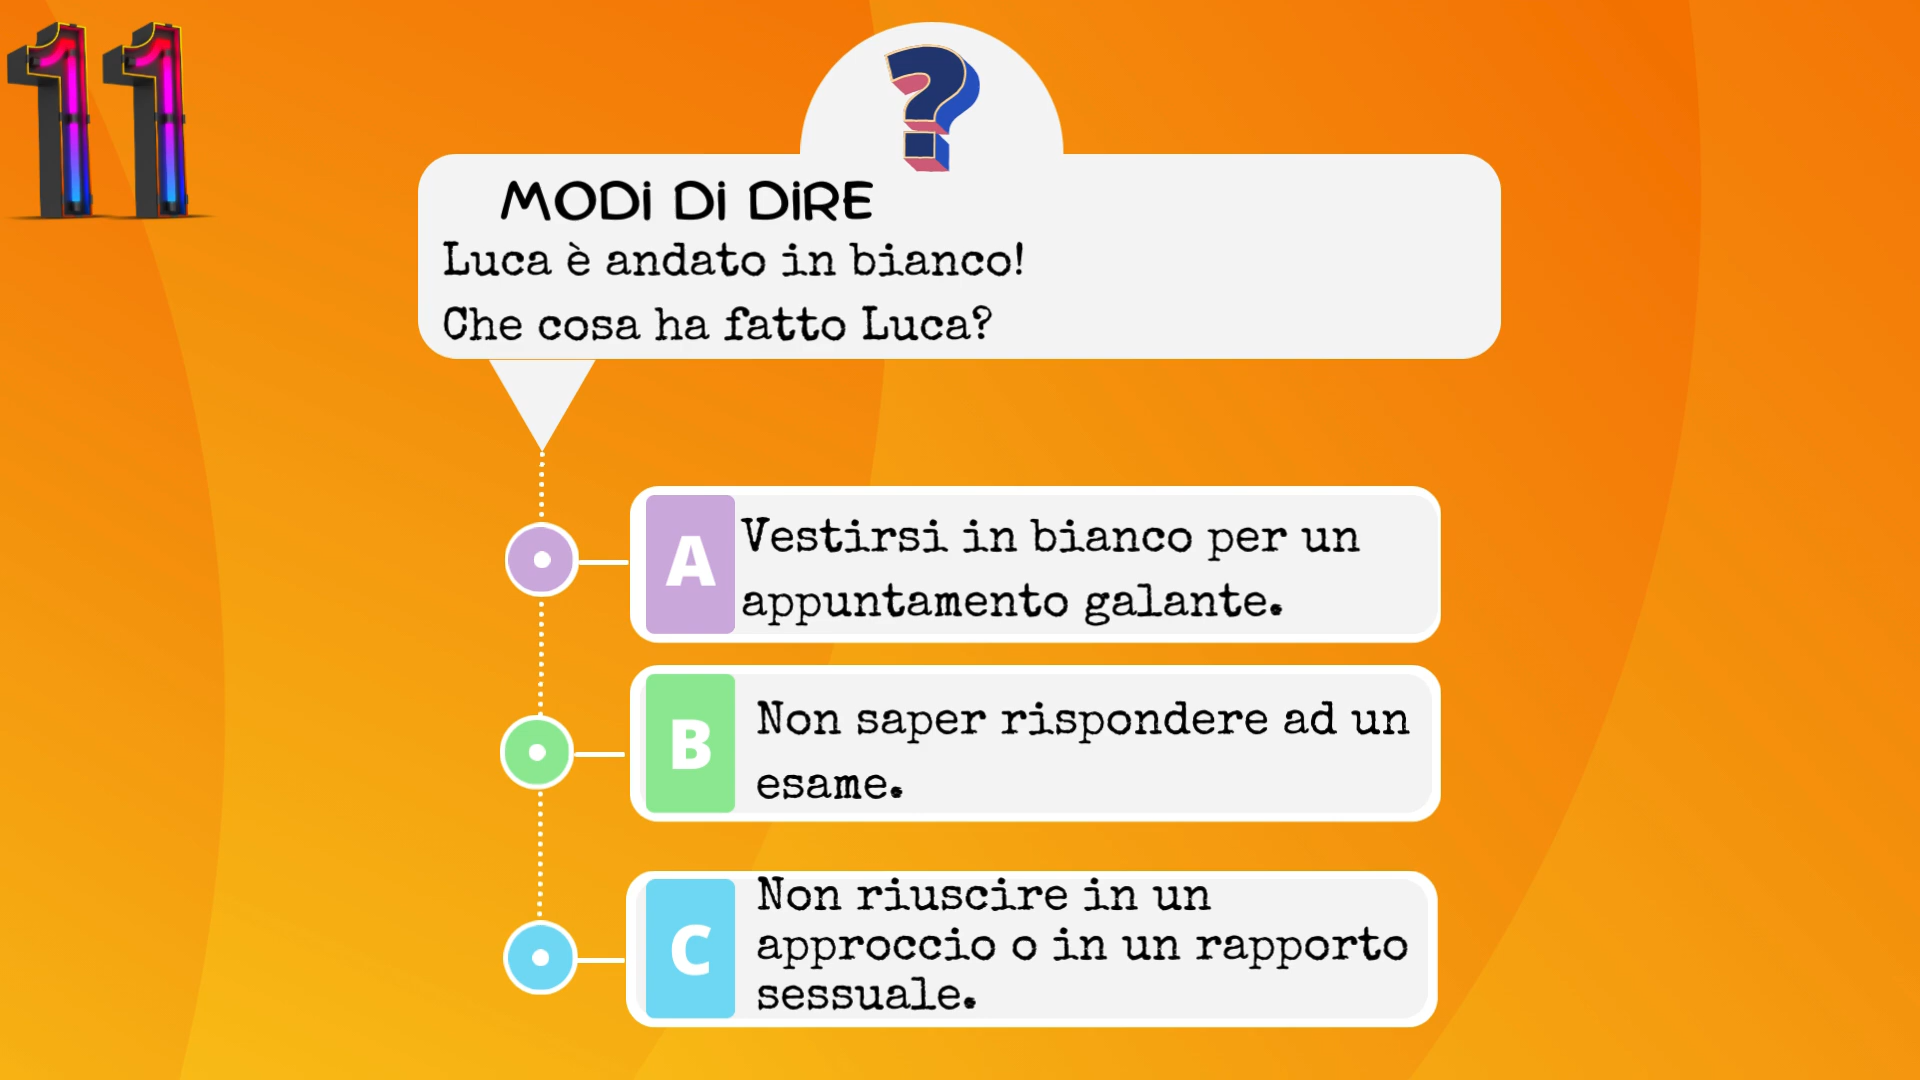 11
?
MODI DI DIRE
Luca è andato in bianco!
Che cosa ha fatto Luca?
A
Vestirsi in bianco per un
appuntamento galante.
B
Non saper rispondere ad un
esame.
C
Non riuscire in un
approccio o in un rapporto
sessuale.